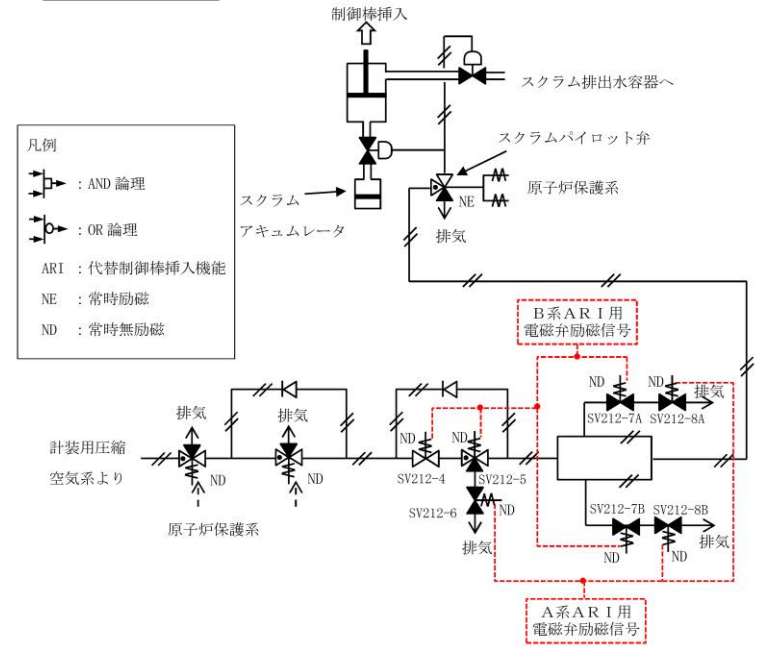 制御棒挿入
スクラム排出水容器へ
スクラムパイロット弁
凡例
：AND 論理
：OR 論理
ARI ：代替制御棒挿入機能
NE ：常時励磁
ND ：常時無励磁
スクラム
アキュムレータ
NE
原子炉保護系
排気
B系ARI用
電磁弁励磁信号
ND
ND
排気
SV212-7A
SV212-8A
計装用圧縮
空気系より
排気
ND
排気
ND
原子炉保護系
ND
SV212-4
ND
SV212-5
SV212-6
ND
排気
SV212-7B
SV212-8B
ND
ND
排気
A系ARI用
電磁弁励磁信号